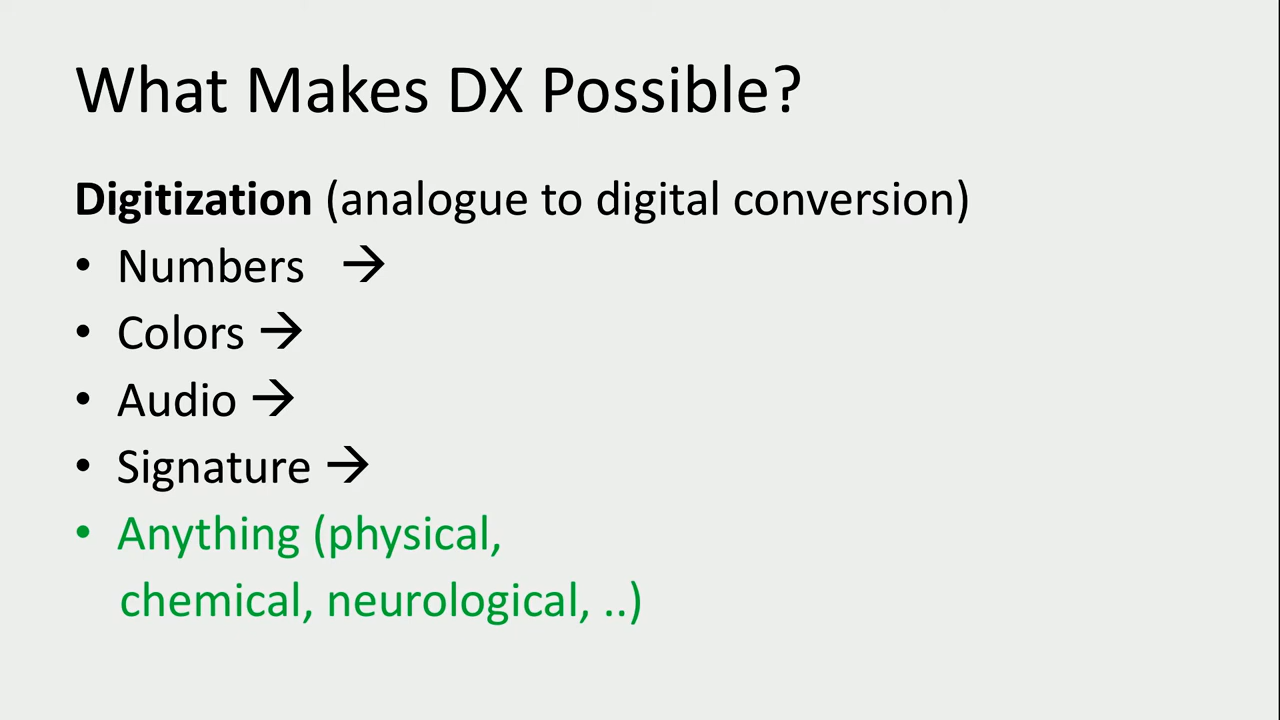 What Makes DX Possible?
Digitization (analogue to digital conversion)
• Numbers →
• Colors →
• Audio →
• Signature →
• Anything (physical,
chemical, neurological, ..)